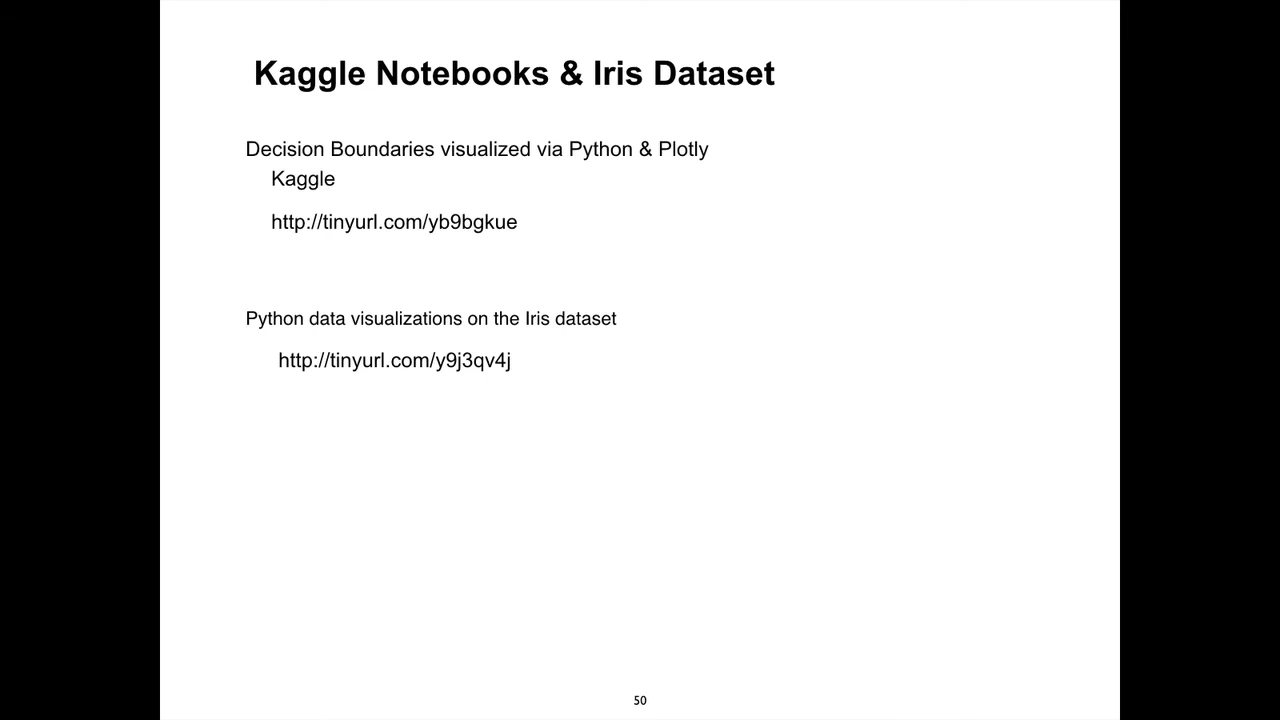 Kaggle Notebooks & Iris Dataset
Decision Boundaries visualized via Python & Plotly
Kaggle
http://tinyurl.com/yb9bgkue
Python data visualizations on the Iris dataset
http://tinyurl.com/y9j3qv4j
50